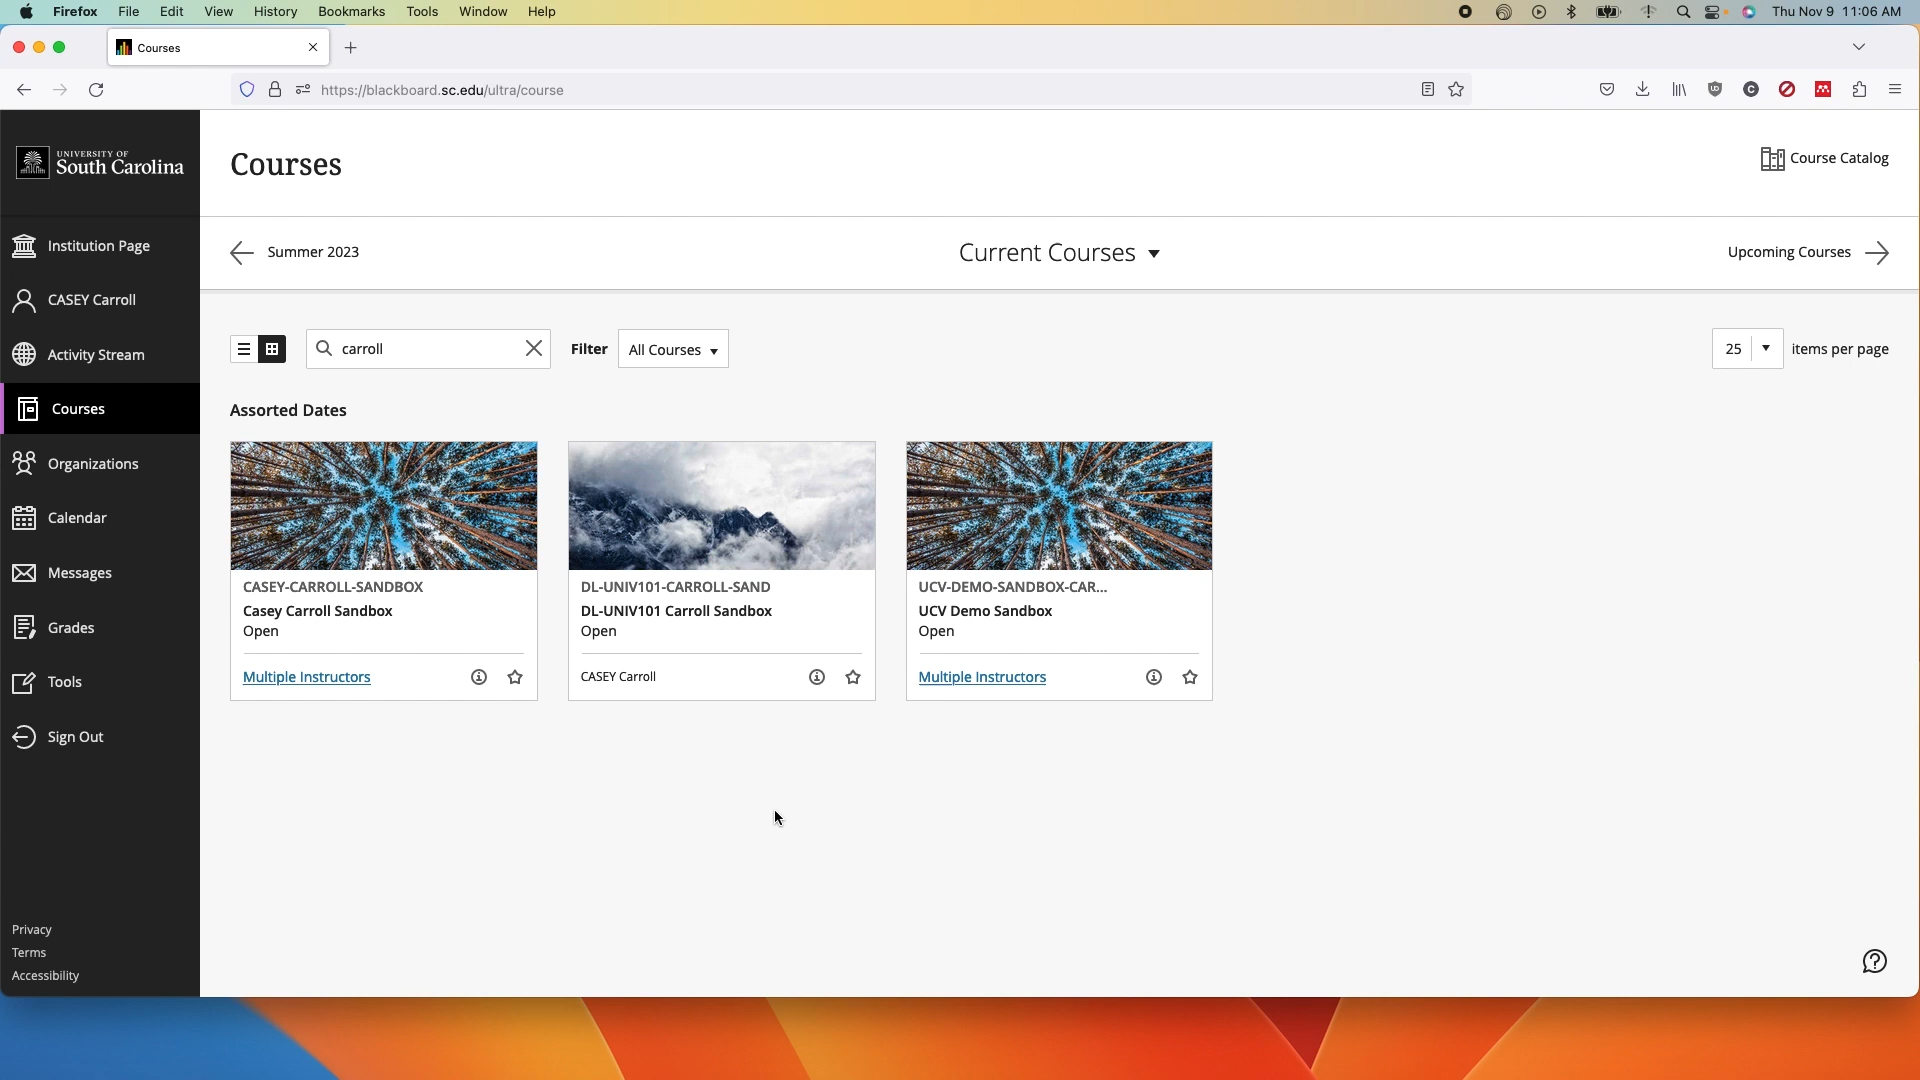 Firefox File Edit View History Bookmarks Tools Window Help Thu Nov 9 11:06 AM
Courses
https://blackboard.sc.edu/ultra/course
UNIVERSITY OF
South Carolina
Institution Page
CASEY Carroll
Activity Stream
Courses
Organizations
Calendar
Messages
Grades
Tools
Sign Out
Privacy
Terms
Accessibility
Courses
Course Catalog
Summer 2023
Current Courses
Upcoming Courses
carroll
Filter
All Courses
25
items per page
Assorted Dates
CASEY-CARROLL-SANDBOX
Casey Carroll Sandbox
Open
Multiple Instructors
DL-UNIV101-CARROLL-SAND
DL-UNIV101 Carroll Sandbox
Open
CASEY Carroll
UCV-DEMO-SANDBOX-CAR...
UCV Demo Sandbox
Open
Multiple Instructors